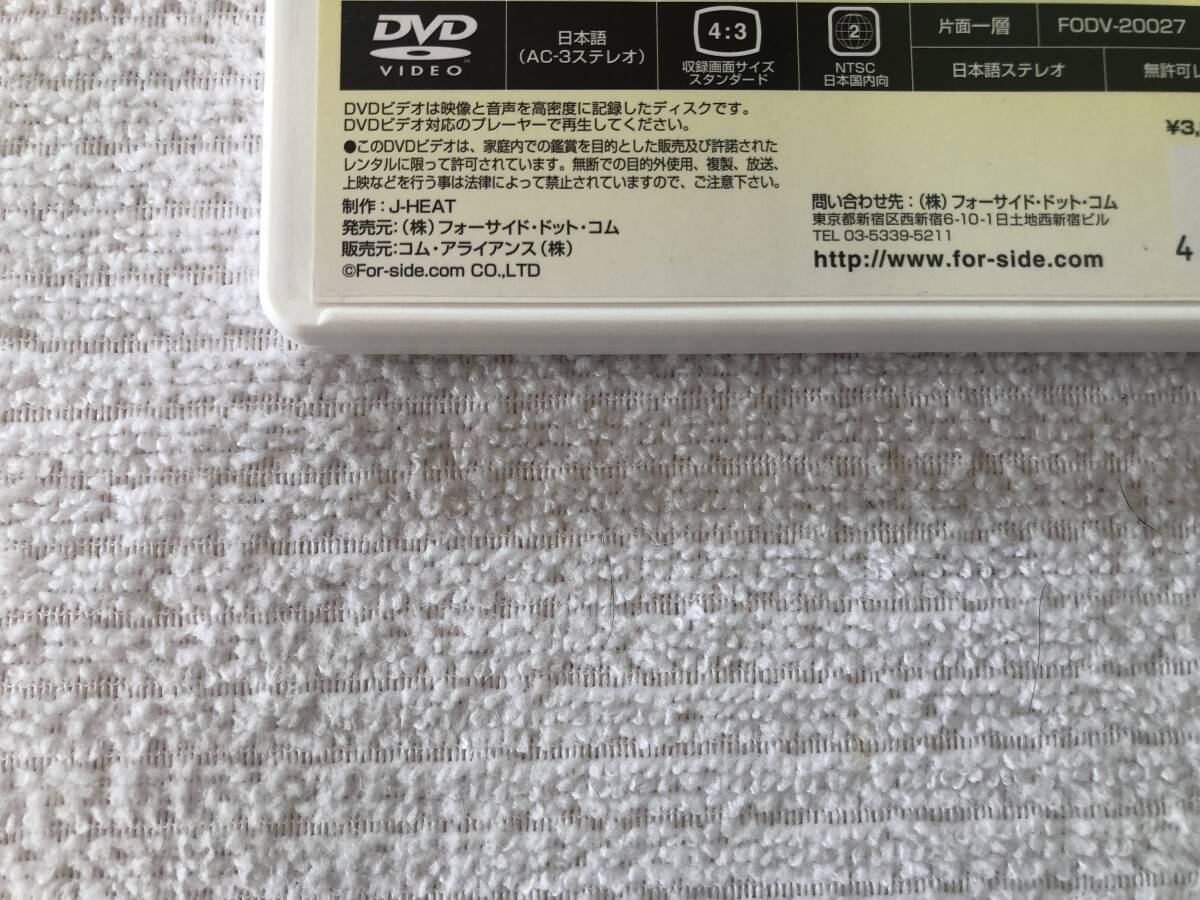 DVD
VIDEO
日本語
(AC-3ステレオ)
4:3
収録画面サイズ
スタンダード
2
NTSC
日本国内向
片面一層
FODV-20027
日本語ステレオ
無許可レ
DVDビデオは映像と音声を高密度に記録したディスクです。
DVDビデオ対応のプレーヤーで再生してください。
●このDVDビデオは、家庭内での鑑賞を目的とした販売及び許諾された
レンタルに限って許可されています。無断での目的外使用、複製、放送、
上映などを行う事は法律によって禁止されていますので、ご注意下さい。
制作：J-HEAT
発売元：(株)フォーサイド・ドット・コム
販売元：コム・アライアンス(株)
©For-side.com CO.,LTD
¥3,
問い合わせ先：(株)フォーサイド・ドット・コム
東京都新宿区西新宿6-10-1日土地西新宿ビル
TEL 03-5339-5211
http://www.for-side.com
4